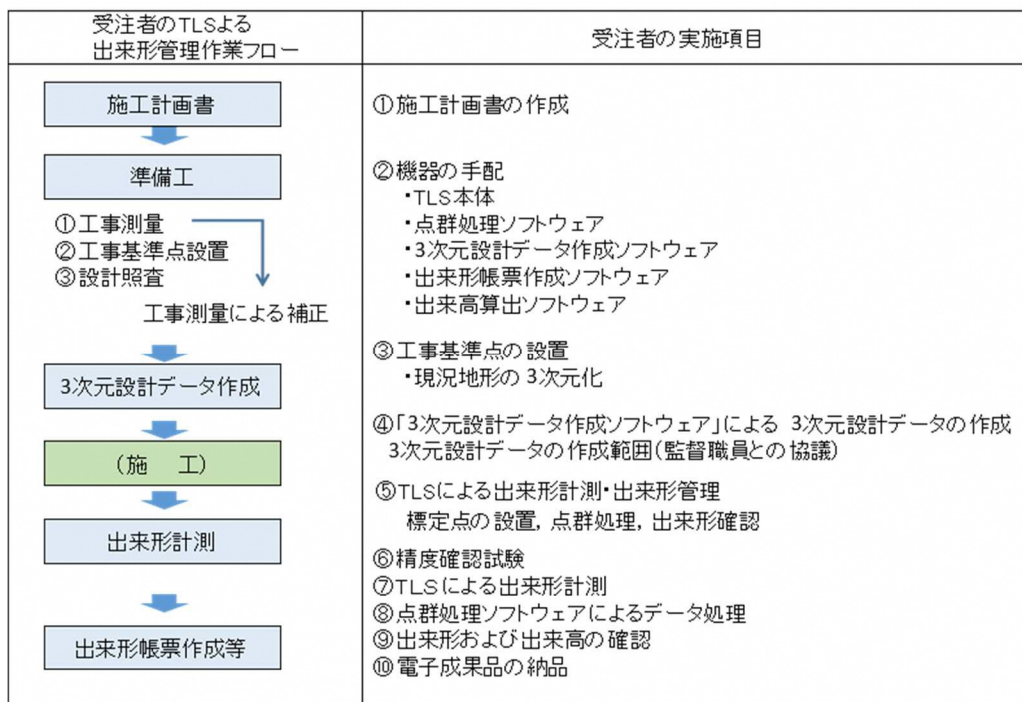 受注者のTLSよる
出来形管理作業フロー
受注者の実施項目
施工計画書
準備工
①工事測量
②工事基準点設置
③設計照査
工事測量による補正
3次元設計データ作成
(施 工)
出来形計測
出来形帳票作成等
①施工計画書の作成
②機器の手配
・TLS本体
・点群処理ソフトウェア
・3次元設計データ作成ソフトウェア
・出来形帳票作成ソフトウェア
・出来高算出ソフトウェア
③工事基準点の設置
・現況地形の3次元化
④「3次元設計データ作成ソフトウェア」による 3次元設計データの作成
3次元設計データの作成範囲(監督職員との協議)
⑤TLSによる出来形計測・出来形管理
標定点の設置, 点群処理, 出来形確認
⑥精度確認試験
⑦TLSによる出来形計測
⑧点群処理ソフトウェアによるデータ処理
⑨出来形および出来高の確認
⑩電子成果品の納品